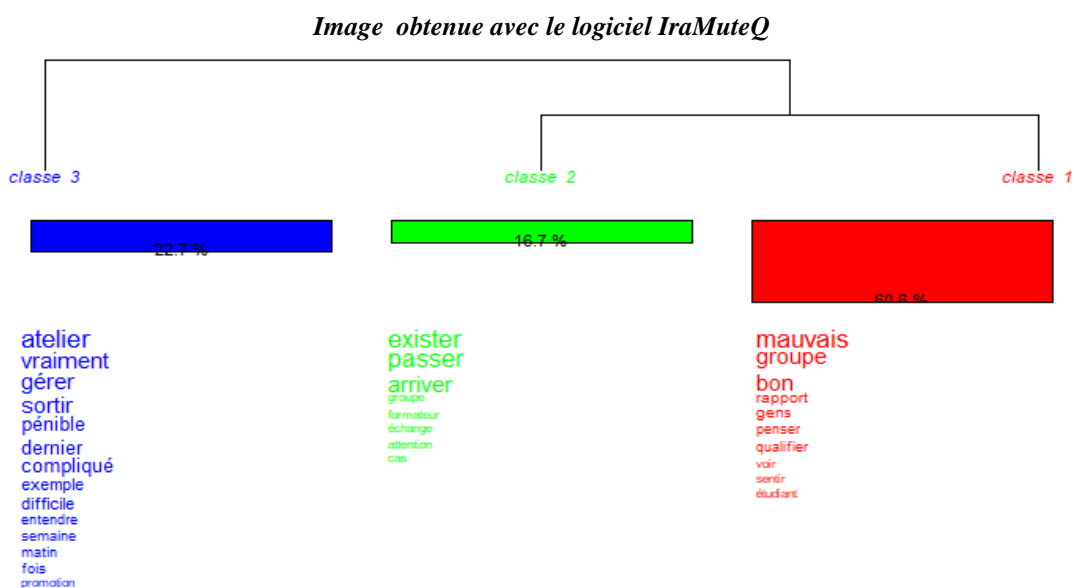 Image obtenue avec le logiciel IraMuteQ
classe 3
classe 2
classe 1
22.7 %
16.7 %
60.6 %
atelier
vraiment
gérer
sortir
pénible
dernier
compliqué
exemple
difficile
entendre
semaine
matin
fois
promotion
exister
passer
arriver
groupe
formateur
échange
attention
cas
mauvais
groupe
bon
rapport
gens
penser
qualifier
voir
sentir
étudiant